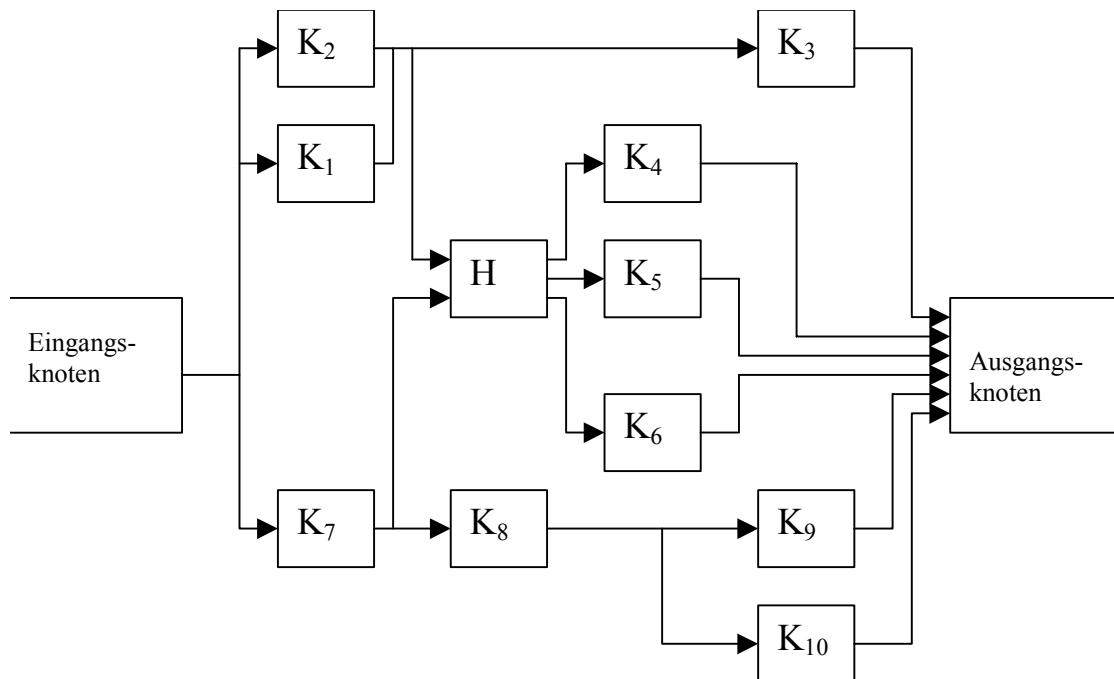 K₂
K₃
K₁
K₄
H
K₅
Eingangs-
knoten
Ausgangs-
knoten
K₆
K₇
K₈
K₉
K₁₀